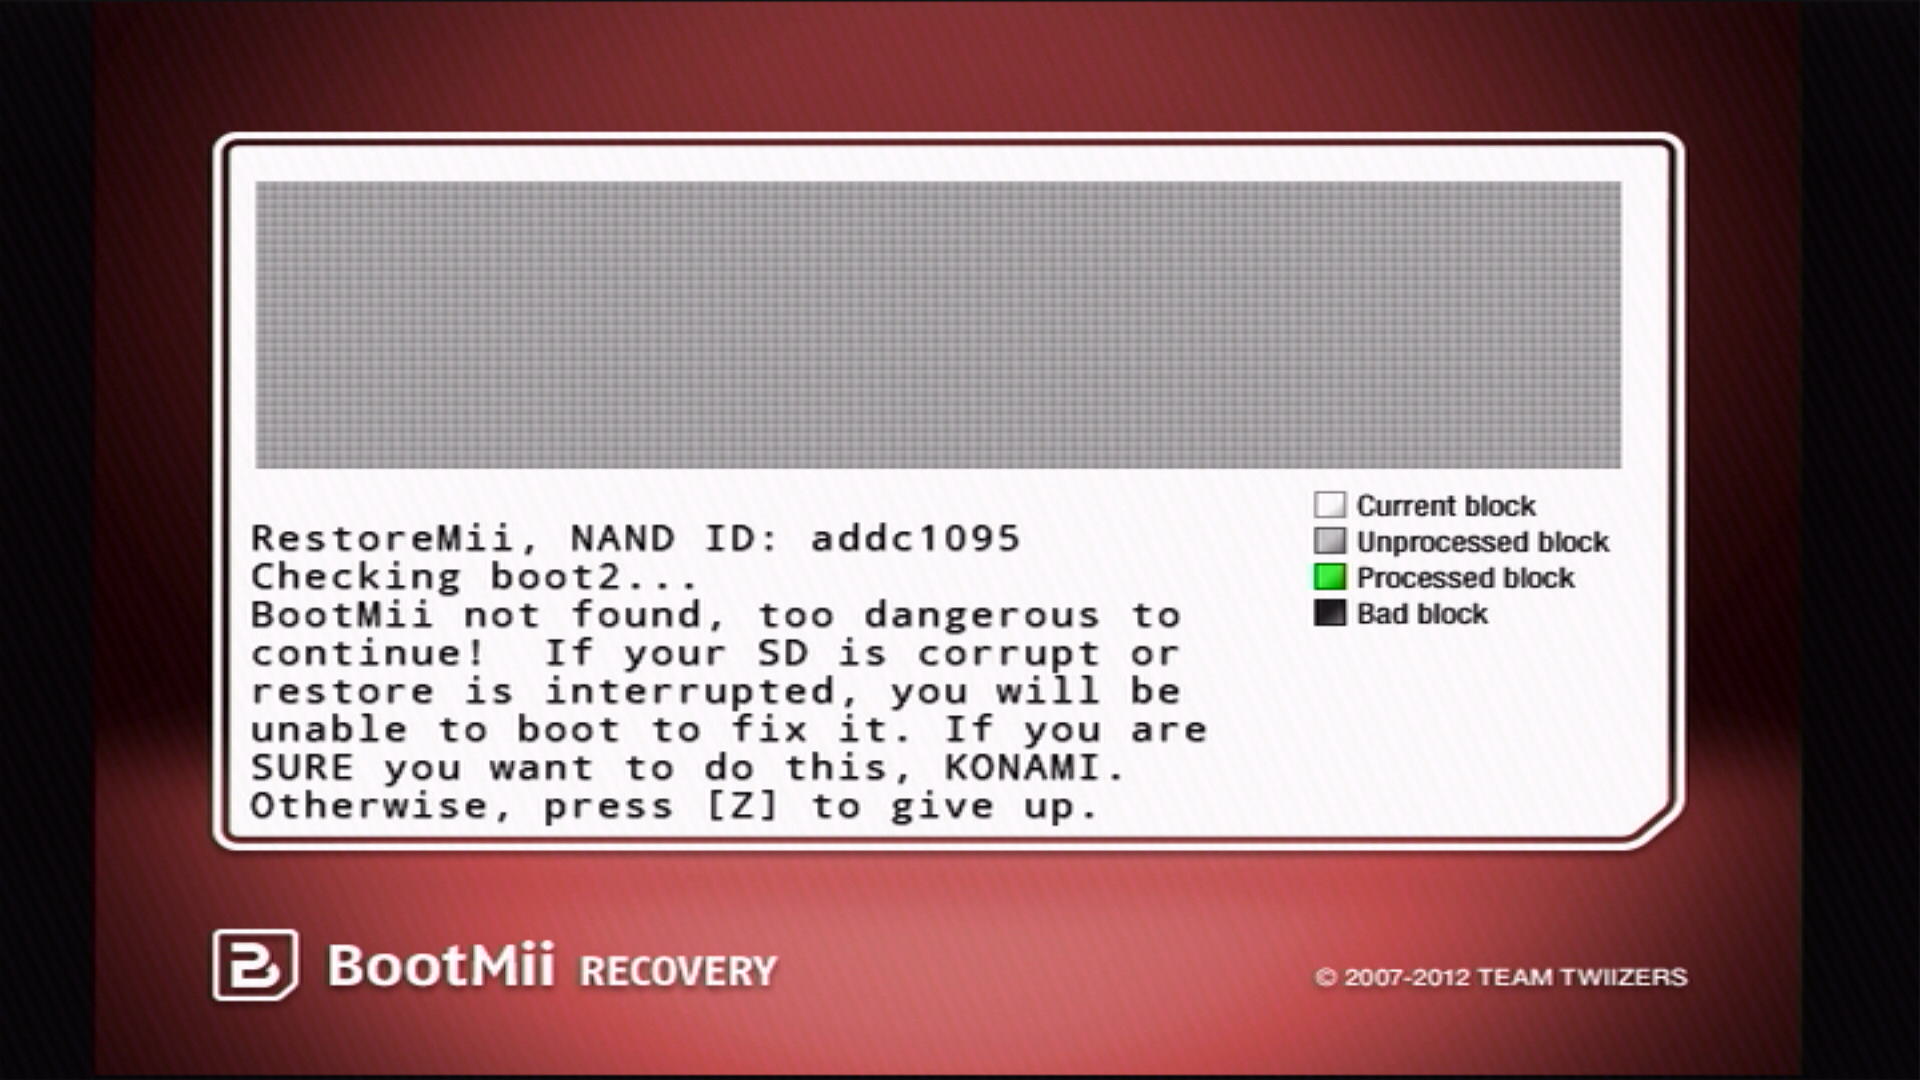 Current block
Unprocessed block
Processed block
Bad block
RestoreMii, NAND ID: addc1095
Checking boot2...
BootMii not found, too dangerous to
continue!  If your SD is corrupt or
restore is interrupted, you will be
unable to boot to fix it. If you are
SURE you want to do this, KONAMI.
Otherwise, press [Z] to give up.
B BootMii RECOVERY
© 2007-2012 TEAM TWIIZERS